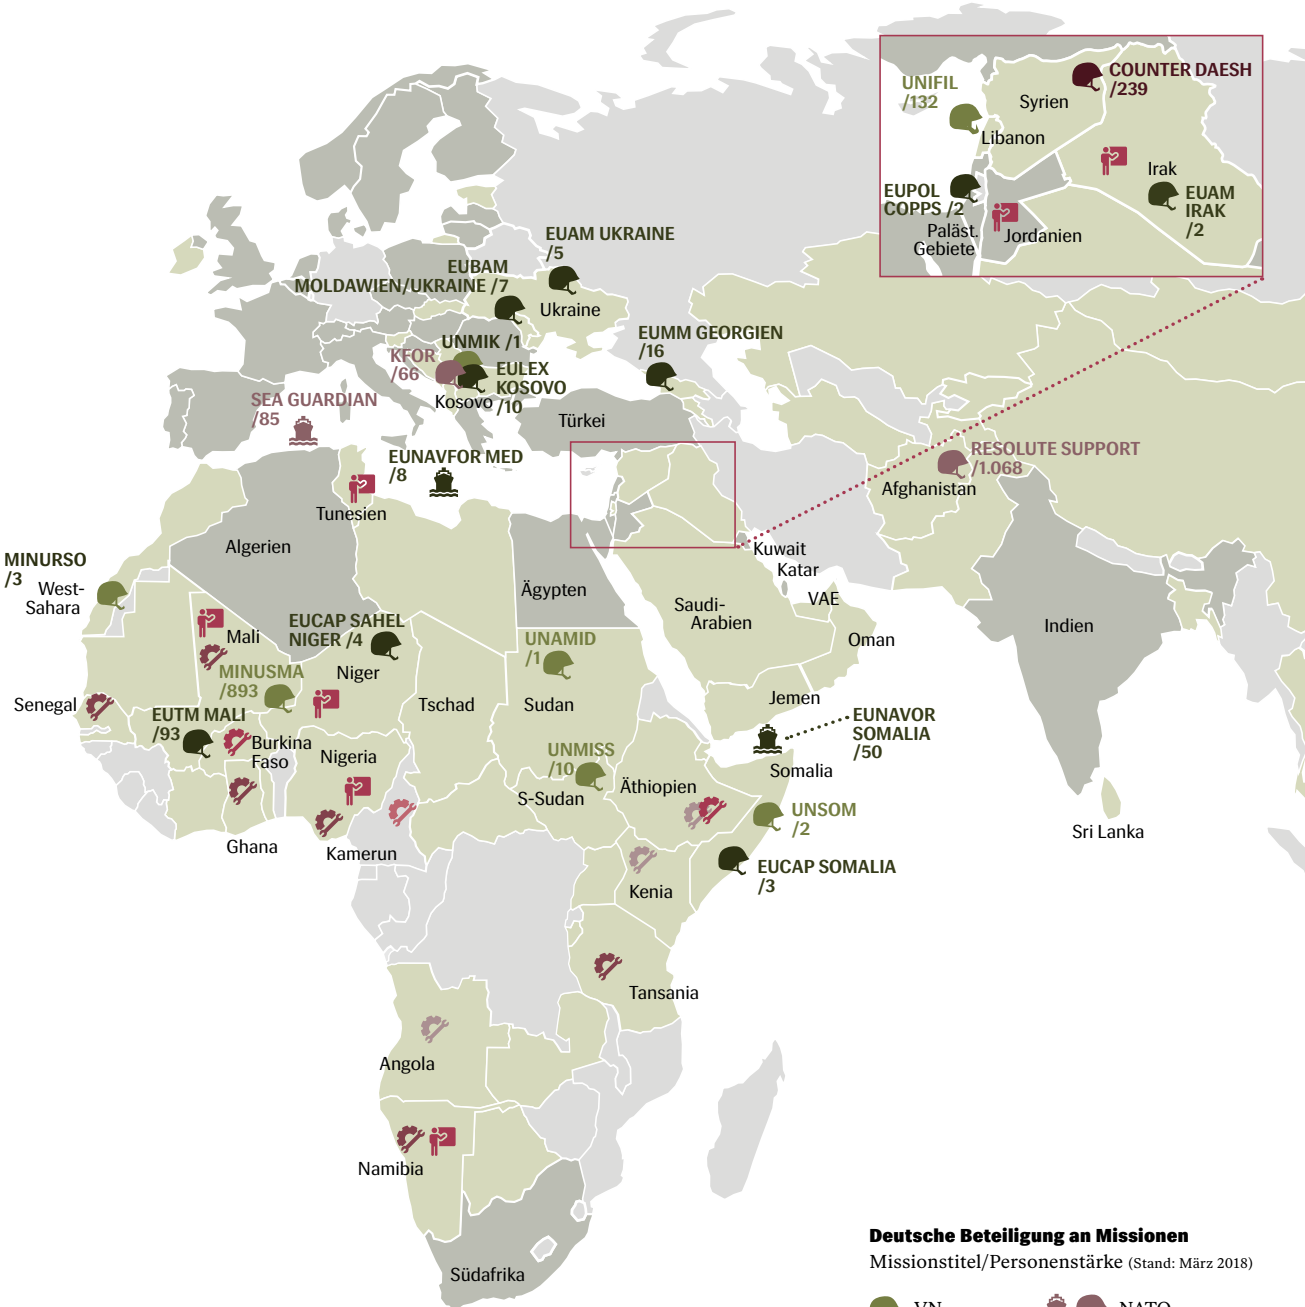 UNIFIL
/132
COUNTER DAESH
/239
Syrien
Libanon
Irak
EUPOL
COPPS /2
EUAM
IRAK
/2
Paläst.
Gebiete
Jordanien
EUAM UKRAINE
/5
EUBAM
MOLDAWIEN/UKRAINE /7
Ukraine
UNMIK /1
KFOR
/66
EULEX
KOSOVO
/10
Kosovo
EUMM GEORGIEN
/16
SEA GUARDIAN
/85
Türkei
EUNAVFOR MED
/8
RESOLUTE SUPPORT
/1.068
Afghanistan
Tunesien
Algerien
Kuwait
Katar
MINURSO
/3
West-
Sahara
Ägypten
VAE
Saudi-
Arabien
Oman
Indien
EUCAP SAHEL
NIGER /4
Mali
UNAMID
/1
MINUSMA
/893
Niger
Senegal
Tschad
Sudan
Jemen
EUTM MALI
/93
EUNAVOR
SOMALIA
/50
Burkina
Faso
Nigeria
UNMISS
/10
Somalia
S-Sudan
Äthiopien
UNSOM
/2
Sri Lanka
Ghana
Kamerun
EUCAP SOMALIA
/3
Kenia
Tansania
Angola
Namibia
Südafrika
Deutsche Beteiligung an Missionen
Missionstitel/Personenstärke (Stand: März 2018)
VN
NATO